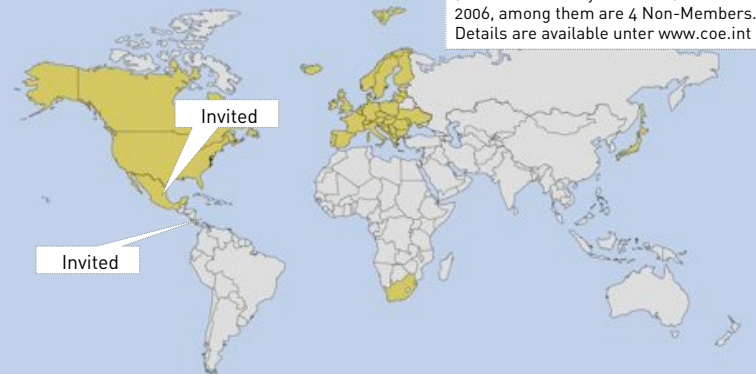 2006, among them are 4 Non-Members.
Details are available unter www.coe.int
Invited
Invited